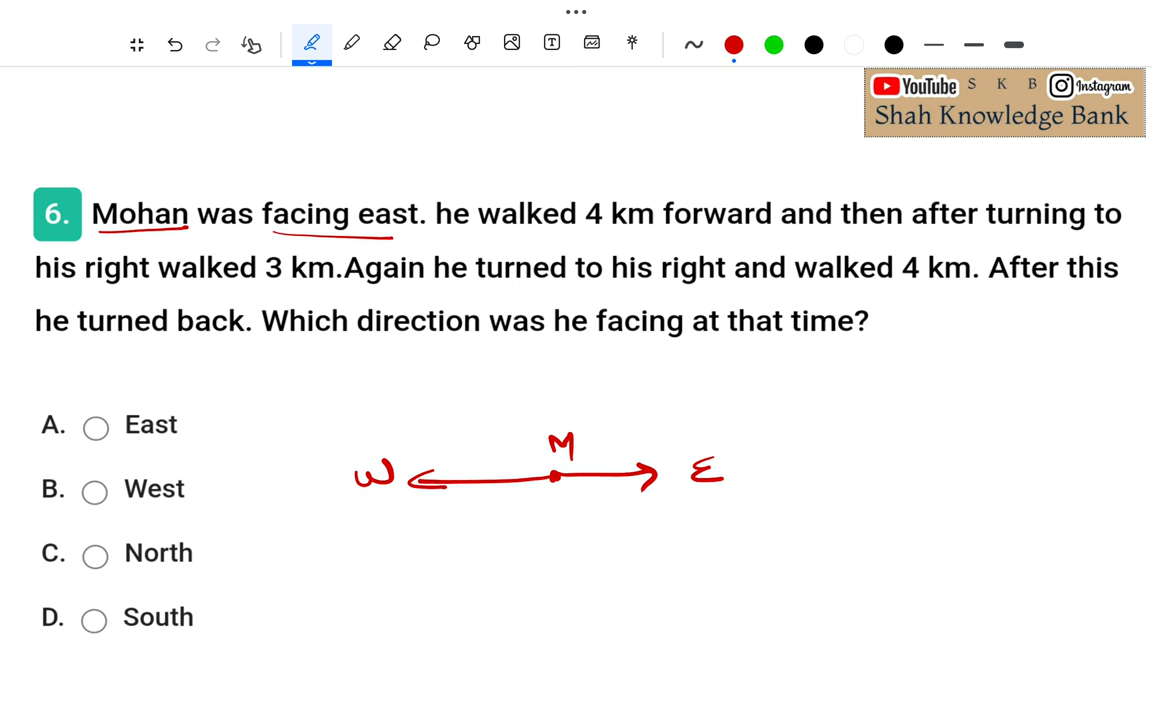 YouTube S K B Instagram
Shah Knowledge Bank
6. Mohan was facing east. he walked 4 km forward and then after turning to
his right walked 3 km.Again he turned to his right and walked 4 km. After this
he turned back. Which direction was he facing at that time?
A. East
B. West
C. North
D. South
M
W E